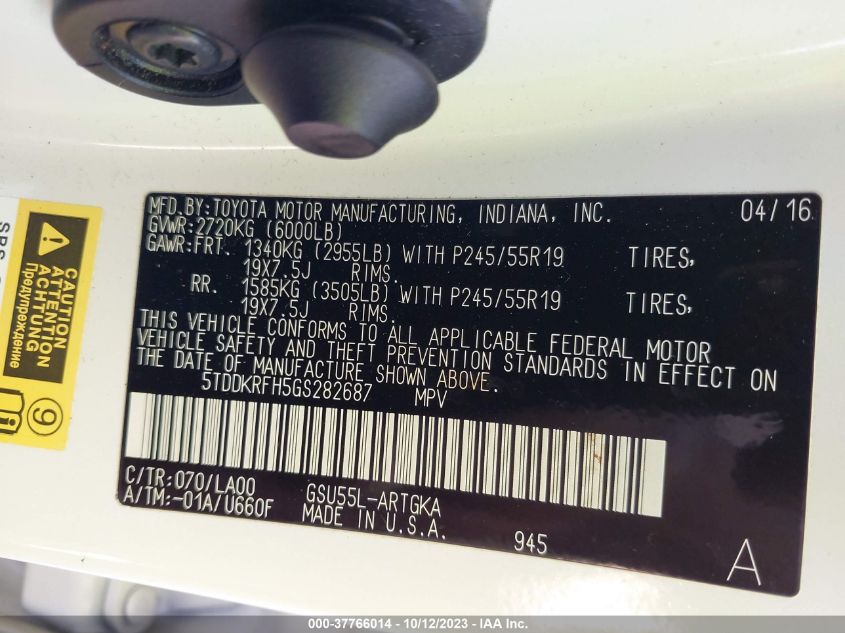 MFD.BY:TOYOTA MOTOR MANUFACTURING, INDIANA, INC. 04/16
GVWR:2720KG (6000LB)
GAWR:FRT. 1340KG (2955LB) WITH P245/55R19 TIRES,
19X7.5J RIMS.
RR. 1585KG (3505LB) WITH P245/55R19 TIRES,
19X7.5J RIMS.
THIS VEHICLE CONFORMS TO ALL APPLICABLE FEDERAL MOTOR
VEHICLE SAFETY AND THEFT PREVENTION STANDARDS IN EFFECT ON
THE DATE OF MANUFACTURE SHOWN ABOVE.
5TDDKRFH5GS282687 MPV
C/TR:070/LA00 GSU55L-ARTGKA
A/TM:-01A/U660F MADE IN U.S.A.
945
A
CAUTION
ATTENTION
ACHTUNG
Предупреждение
9
SRS
000-37766014 - 10/12/2023 - IAA Inc.